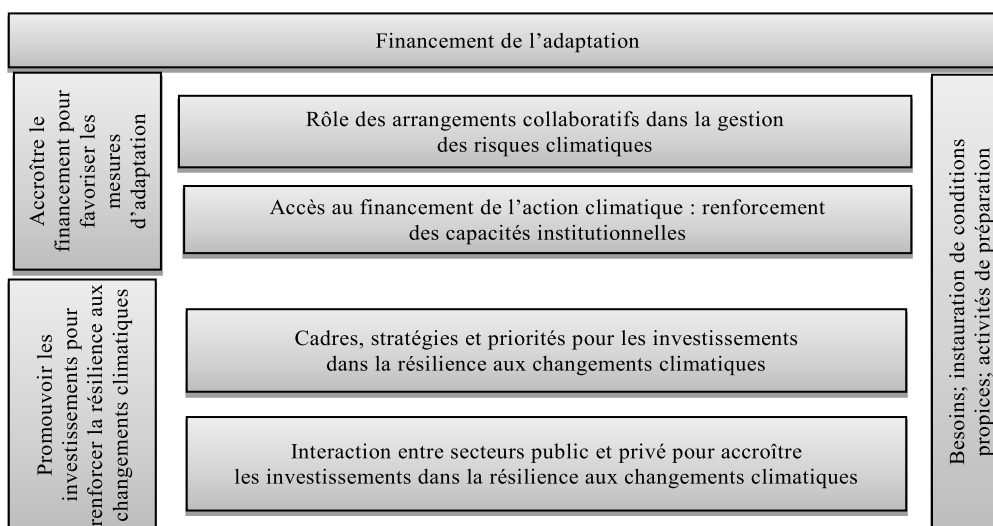 Financement de l’adaptation
Accroître le
financement pour
favoriser les
mesures
d’adaptation
Rôle des arrangements collaboratifs dans la gestion
des risques climatiques
Accès au financement de l’action climatique : renforcement
des capacités institutionnelles
Promouvoir les
investissements pour
renforcer la résilience aux
changements climatiques
Cadres, stratégies et priorités pour les investissements
dans la résilience aux changements climatiques
Interaction entre secteurs public et privé pour accroître
les investissements dans la résilience aux changements climatiques
Besoins; instauration de conditions
propices; activités de préparation